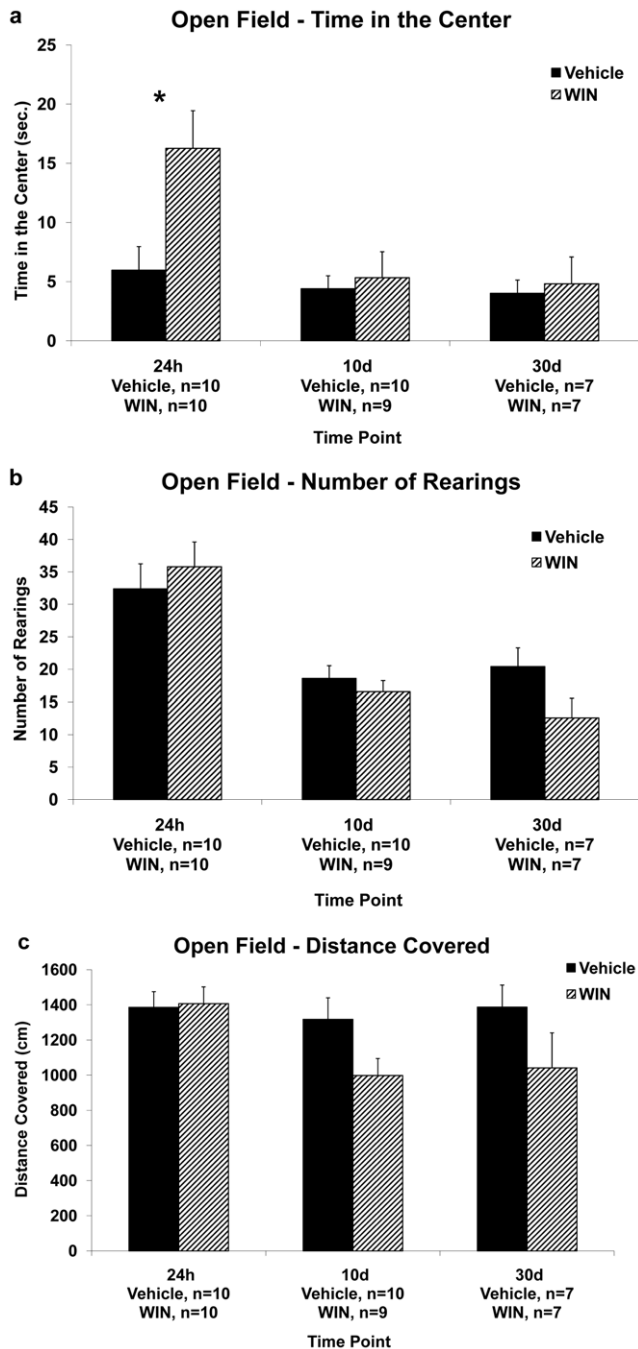 a
Open Field - Time in the Center
25
20
15
10
5
0
Time in the Center (sec.)
Vehicle
WIN
*
24h
Vehicle, n=10
WIN, n=10
10d
Vehicle, n=10
WIN, n=9
30d
Vehicle, n=7
WIN, n=7
Time Point
b
Open Field - Number of Rearings
45
40
35
30
25
20
15
10
5
0
Number of Rearings
Vehicle
WIN
24h
Vehicle, n=10
WIN, n=10
10d
Vehicle, n=10
WIN, n=9
30d
Vehicle, n=7
WIN, n=7
Time Point
c
Open Field - Distance Covered
1600
1400
1200
1000
800
600
400
200
0
Distance Covered (cm)
Vehicle
WIN
24h
Vehicle, n=10
WIN, n=10
10d
Vehicle, n=10
WIN, n=9
30d
Vehicle, n=7
WIN, n=7
Time Point